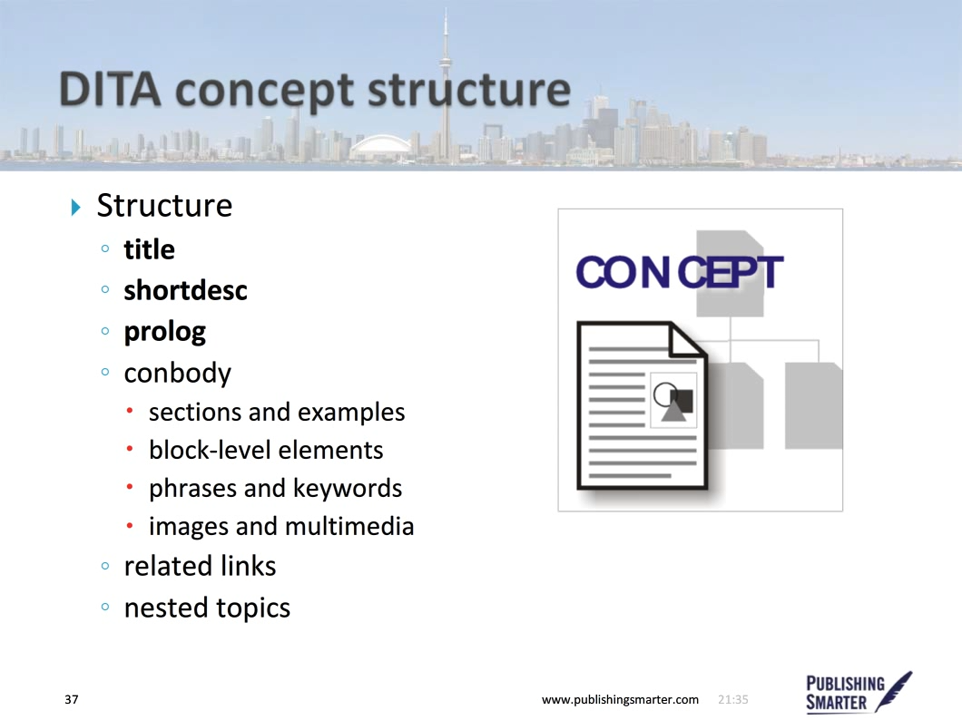 DITA concept structure
Structure
title
shortdesc
prolog
conbody
sections and examples
block-level elements
phrases and keywords
images and multimedia
related links
nested topics
CONCEPT
37
www.publishingsmarter.com
21:35
PUBLISHING
SMARTER